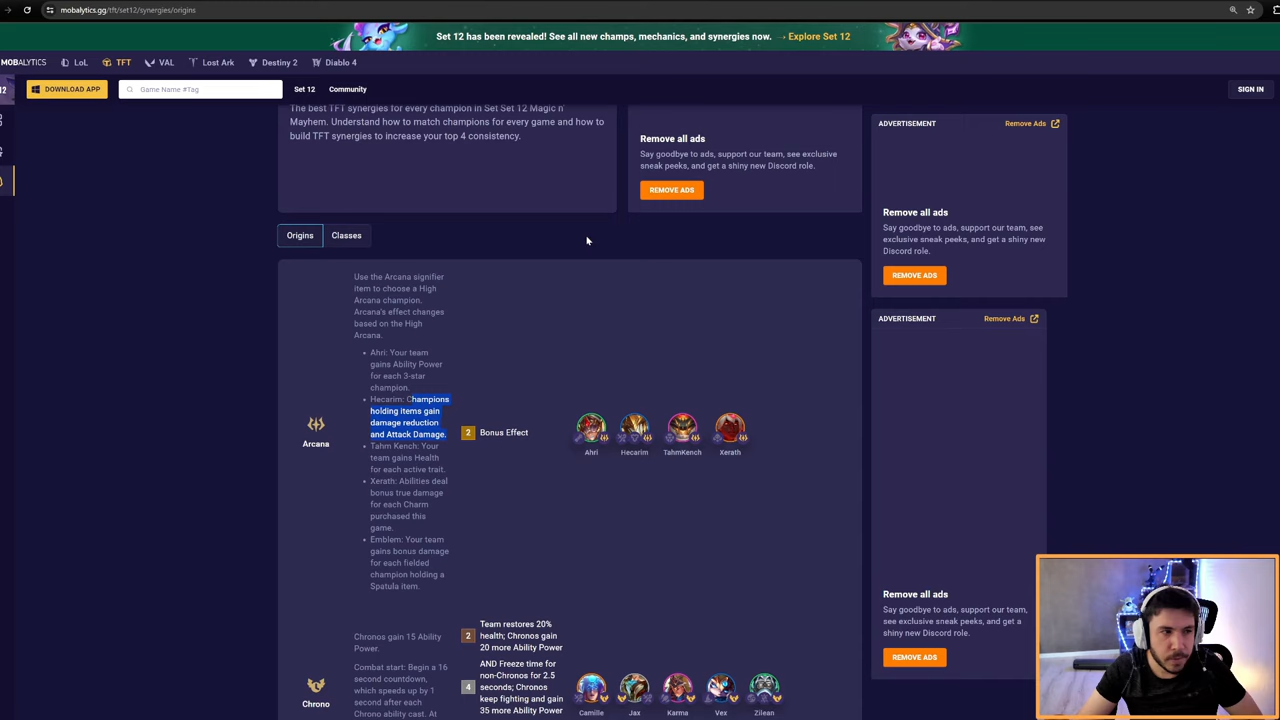 mobalytics.gg/tft/set12/synergies/origins
Set 12 has been revealed! See all new champs, mechanics, and synergies now. → Explore Set 12
MOBALYTICS
LoL
TFT
VAL
Lost Ark
Destiny 2
Diablo 4
12
DOWNLOAD APP
Game Name #Tag
Set 12
Community
SIGN IN
The best TFT synergies for every champion in Set Set 12 Magic n'
Mayhem. Understand how to match champions for every game and how to
build TFT synergies to increase your top 4 consistency.
Remove all ads
Say goodbye to ads, support our team, see exclusive
sneak peeks, and get a shiny new Discord role.
REMOVE ADS
ADVERTISEMENT
Remove Ads
Remove all ads
Say goodbye to ads, support our team, see
exclusive sneak peeks, and get a shiny new
Discord role.
REMOVE ADS
Origins
Classes
Arcana
Use the Arcana signifier
item to choose a High
Arcana champion.
Arcana's effect changes
based on the High
Arcana.
• Ahri: Your team
gains Ability Power
for each 3-star
champion.
• Hecarim: Champions
holding items gain
damage reduction
and Attack Damage.
• Tahm Kench: Your
team gains Health
for each active trait.
• Xerath: Abilities deal
bonus true damage
for each Charm
purchased this
game.
• Emblem: Your team
gains bonus damage
for each fielded
champion holding a
Spatula item.
2 Bonus Effect
Ahri
Hecarim
TahmKench
Xerath
ADVERTISEMENT
Remove Ads
Remove all ads
Say goodbye to ads, support our team,
see exclusive sneak peeks, and get a
shiny new Discord role.
REMOVE ADS
Chrono
Chronos gain 15 Ability
Power.
Combat start: Begin a 16
second countdown,
which speeds up by 1
second after each
Chrono ability cast. At
2 Team restores 20%
health; Chronos gain
20 more Ability Power
4 AND Freeze time for
non-Chronos for 2.5
seconds; Chronos
keep fighting and gain
35 more Ability Power
Camille
Jax
Karma
Vex
Zilean